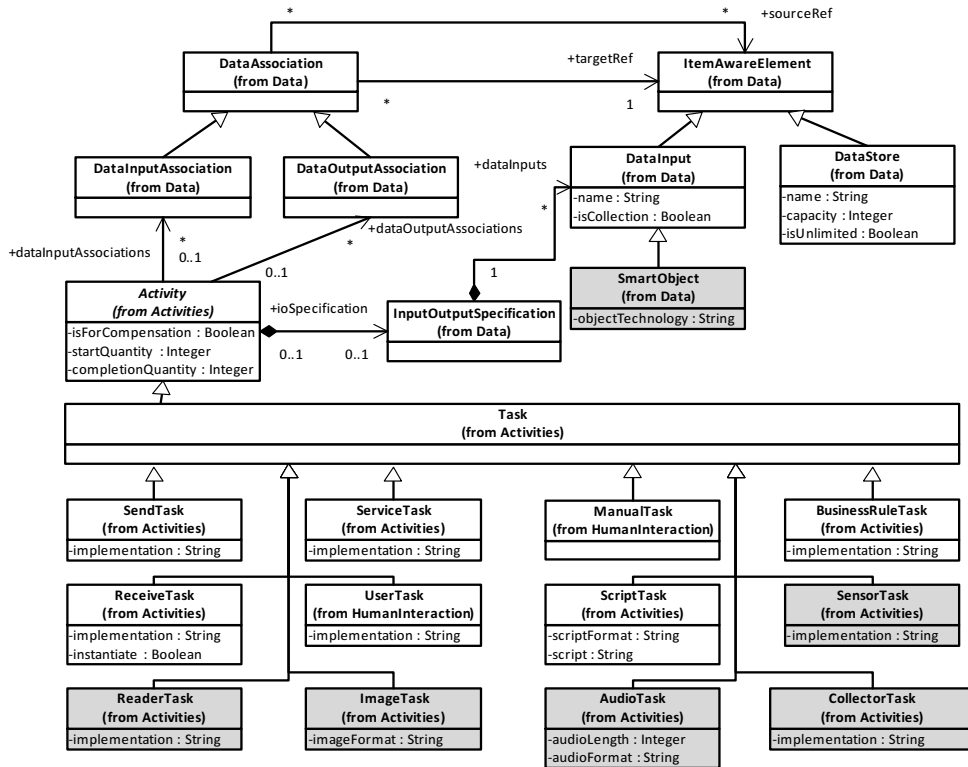 *
*
+sourceRef
DataAssociation
(from Data)
+targetRef
ItemAwareElement
(from Data)
*
1
DataInputAssociation
(from Data)
DataOutputAssociation
(from Data)
+dataInputs
DataInput
(from Data)
-name : String
-isCollection : Boolean
DataStore
(from Data)
-name : String
-capacity : Integer
-isUnlimited : Boolean
*
+dataInputAssociations
*
0..1
*
+dataOutputAssociations
0..1
1
SmartObject
(from Data)
-objectTechnology : String
Activity
(from Activities)
-isForCompensation : Boolean
-startQuantity : Integer
-completionQuantity : Integer
+ioSpecification
0..1
0..1
InputOutputSpecification
(from Data)
Task
(from Activities)
SendTask
(from Activities)
-implementation : String
ServiceTask
(from Activities)
-implementation : String
ManualTask
(from HumanInteraction)
BusinessRuleTask
(from Activities)
-implementation : String
ReceiveTask
(from Activities)
-implementation : String
-instantiate : Boolean
UserTask
(from HumanInteraction)
-implementation : String
ScriptTask
(from Activities)
-scriptFormat : String
-script : String
SensorTask
(from Activities)
-implementation : String
ReaderTask
(from Activities)
-implementation : String
ImageTask
(from Activities)
-imageFormat : String
AudioTask
(from Activities)
-audioLength : Integer
-audioFormat : String
CollectorTask
(from Activities)
-implementation : String